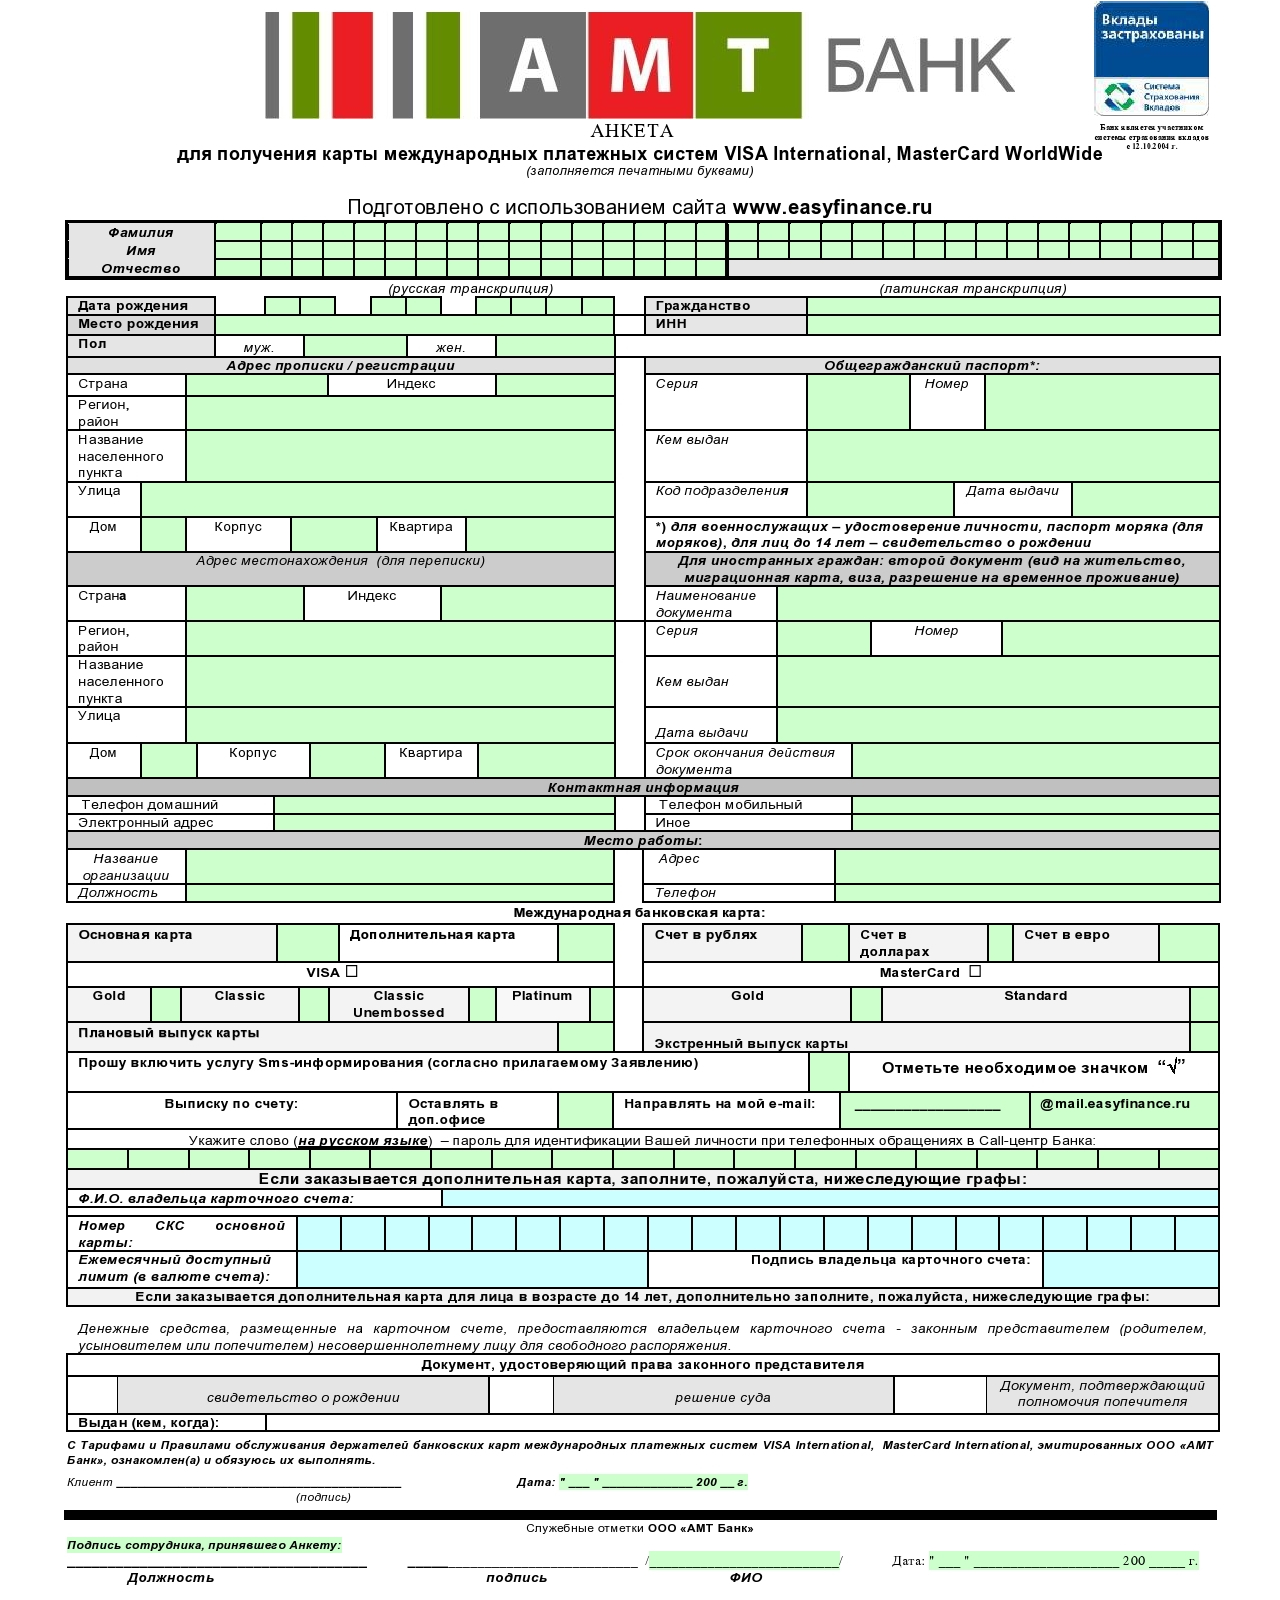 АМТ БАНК
Вклады
застрахованы
Система
Страхования
Вкладов
Банк является участником
системы страхования вкладов
с 12.10.2004 г.
АНКЕТА
для получения карты международных платежных систем VISA International, MasterCard WorldWide
(заполняется печатными буквами)
Подготовлено с использованием сайта www.easyfinance.ru
Фамилия
Имя
Отчество
(русская транскрипция) (латинская транскрипция)
Дата рождения Гражданство
Место рождения ИНН
Пол муж. жен.
Адрес прописки / регистрации Общегражданский паспорт*:
Страна Индекс Серия Номер
Регион,
район
Название Кем выдан
населенного
пункта
Улица Код подразделения Дата выдачи
Дом Корпус Квартира *) для военнослужащих – удостоверение личности, паспорт моряка (для
моряков), для лиц до 14 лет – свидетельство о рождении
Адрес местонахождения (для переписки) Для иностранных граждан: второй документ (вид на жительство,
миграционная карта, виза, разрешение на временное проживание)
Страна Индекс Наименование
документа
Регион, Серия Номер
район
Название
населенного Кем выдан
пункта
Улица
Дата выдачи
Дом Корпус Квартира Срок окончания действия
документа
Контактная информация
Телефон домашний Телефон мобильный
Электронный адрес Иное
Место работы:
Название Адрес
организации
Должность Телефон
Международная банковская карта:
Основная карта Дополнительная карта Счет в рублях Счет в Счет в евро
долларах
VISA ☐ MasterCard ☐
Gold Classic Classic Platinum Gold Standard
Unembossed
Плановый выпуск карты
Экстренный выпуск карты
Прошу включить услугу Sms-информирования (согласно прилагаемому Заявлению) Отметьте необходимое значком “√”
Выписку по счету: Оставлять в Направлять на мой e-mail: __________________ @mail.easyfinance.ru
доп.офисе
Укажите слово (на русском языке) – пароль для идентификации Вашей личности при телефонных обращениях в Call-центр Банка:
Если заказывается дополнительная карта, заполните, пожалуйста, нижеследующие графы:
Ф.И.О. владельца карточного счета:
Номер СКС основной
карты:
Ежемесячный доступный Подпись владельца карточного счета:
лимит (в валюте счета):
Если заказывается дополнительная карта для лица в возрасте до 14 лет, дополнительно заполните, пожалуйста, нижеследующие графы:
Денежные средства, размещенные на карточном счете, предоставляются владельцем карточного счета - законным представителем (родителем,
усыновителем или попечителем) несовершеннолетнему лицу для свободного распоряжения.
Документ, удостоверяющий права законного представителя
свидетельство о рождении решение суда Документ, подтверждающий
полномочия попечителя
Выдан (кем, когда):
С Тарифами и Правилами обслуживания держателей банковских карт международных платежных систем VISA International, MasterCard International, эмитированных ООО «АМТ
Банк», ознакомлен(а) и обязуюсь их выполнять.
Клиент ________________________________________ Дата: " ___ " _____________ 200 __ г.
(подпись)
Служебные отметки ООО «АМТ Банк»
Подпись сотрудника, принявшего Анкету:
______________________________ _______________________ /___________________/ Дата: " ___ " ____________________ 200 _____ г.
Должность подпись ФИО